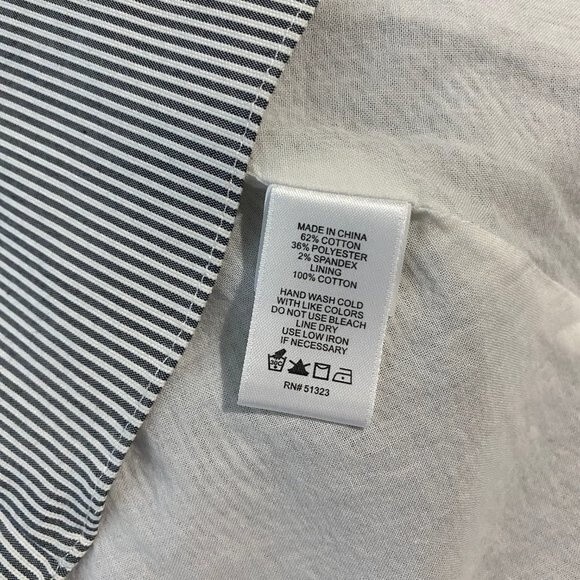 MADE IN CHINA
62% COTTON
36% POLYESTER
2% SPANDEX
LINING
100% COTTON
HAND WASH COLD
WITH LIKE COLORS
DO NOT USE BLEACH
LINE DRY
USE LOW IRON
IF NECESSARY
RN# 51323